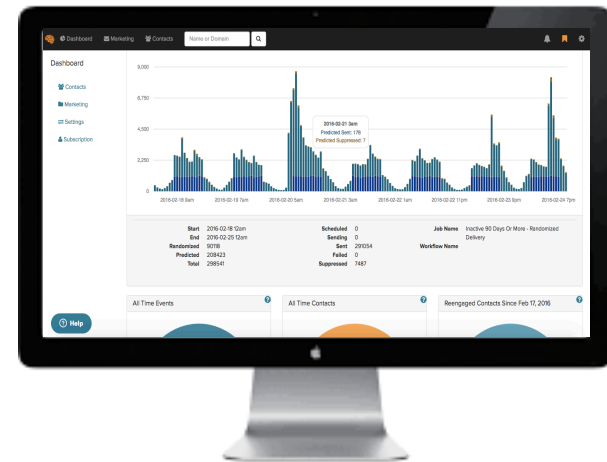 Dashboard Marketing Contacts Name or Domain
Dashboard
Contacts
Marketing
Settings
Subscription
9,000
6,750
4,500
2,250
0
2016-02-21 3am
Predicted Sent: 178
Predicted Suppressed: 7
2016-02-18 9am 2016-02-19 7am 2016-02-20 5am 2016-02-21 3am 2016-02-22 1am 2016-02-22 11pm 2016-02-23 9pm 2016-02-24 7pm
Start 2016-02-18 12am Scheduled 0 Job Name Inactive 90 Days Or More - Randomized
End 2016-02-25 12am Sending 0 Delivery
Randomized 90118 Sent 291054 Workflow Name
Predicted 208423 Failed 0
Total 298541 Suppressed 7487
All Time Events ? All Time Contacts ? Reengaged Contacts Since Feb 17, 2016 ?
? Help